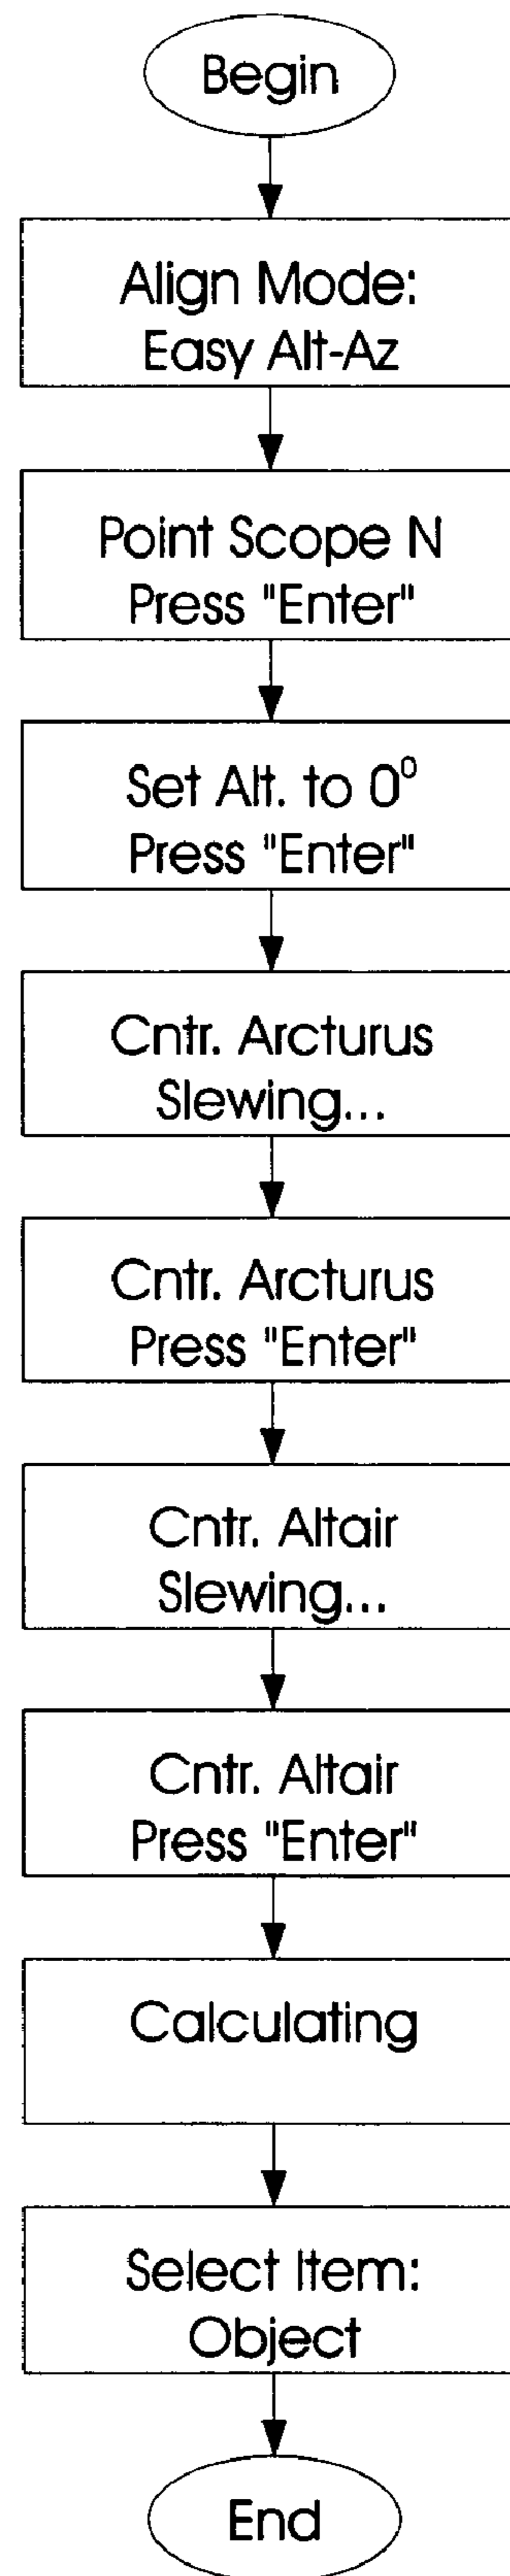 Begin
Align Mode:
Easy Alt-Az
Point Scope N
Press "Enter"
Set Alt. to 0⁰
Press "Enter"
Cntr. Arcturus
Slewing...
Cntr. Arcturus
Press "Enter"
Cntr. Altair
Slewing...
Cntr. Altair
Press "Enter"
Calculating
Select Item:
Object
End